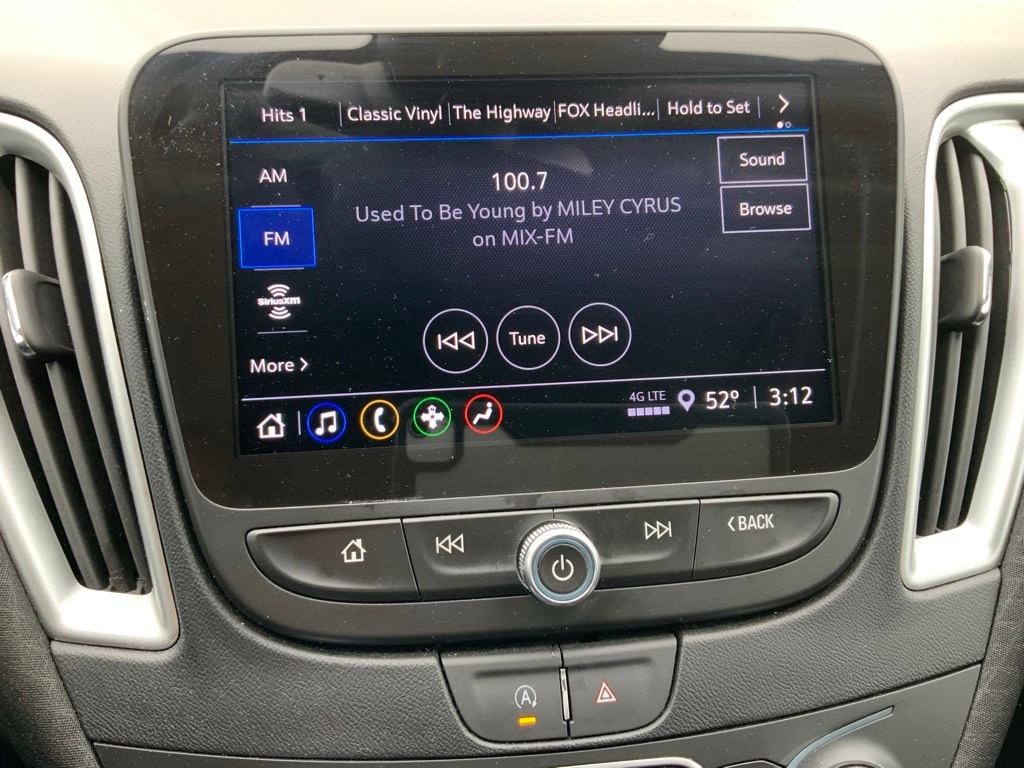 Hits 1 Classic Vinyl The Highway FOX Headli... Hold to Set
AM
FM
SiriusXM
More
100.7
Used To Be Young by MILEY CYRUS
on MIX-FM
Sound
Browse
Tune
4G LTE 52° 3:12
BACK
A